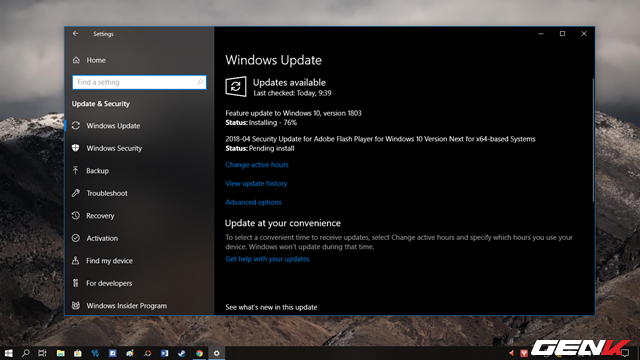 Settings
Home
Find a setting
Update & Security
Windows Update
Windows Security
Backup
Troubleshoot
Recovery
Activation
Find my device
For developers
Windows Insider Program
Windows Update
Updates available
Last checked: Today, 9:39
Feature update to Windows 10, version 1803
Status: Installing - 76%
2018-04 Security Update for Adobe Flash Player for Windows 10 Version Next for x64-based Systems
Status: Pending install
Change active hours
View update history
Advanced options
Update at your convenience
To select a convenient time to receive updates, select Change active hours and specify which hours you use your
device. Windows won't update during that time.
Get help with your updates
See what's new in this update
GENK